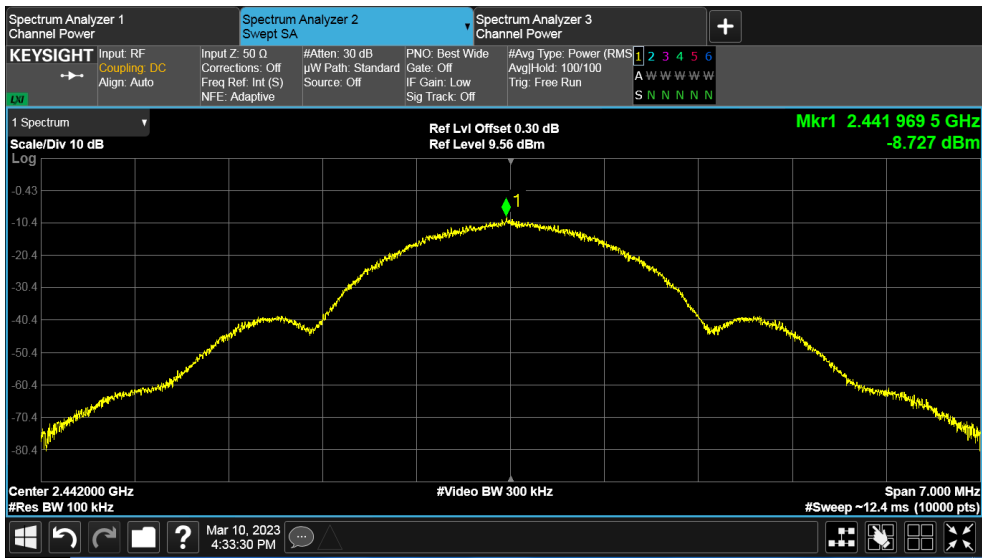 Spectrum Analyzer 1
Channel Power
Spectrum Analyzer 2
Swept SA
Spectrum Analyzer 3
Channel Power
KEYSIGHT
LXI
Input: RF
Coupling: DC
Align: Auto
Input Z: 50 Ω
Corrections: Off
Freq Ref: Int (S)
NFE: Adaptive
#Atten: 30 dB
µW Path: Standard
Source: Off
PNO: Best Wide
Gate: Off
IF Gain: Low
Sig Track: Off
#Avg Type: Power (RMS
Avg|Hold: 100/100
Trig: Free Run
1 2 3 4 5 6
A W W W W W
S N N N N N
1 Spectrum
Scale/Div 10 dB
Log
Ref Lvl Offset 0.30 dB
Ref Level 9.56 dBm
Mkr1 2.441 969 5 GHz
-8.727 dBm
1
-0.43
-10.4
-20.4
-30.4
-40.4
-50.4
-60.4
-70.4
-80.4
Center 2.442000 GHz
#Res BW 100 kHz
#Video BW 300 kHz
Span 7.000 MHz
#Sweep ~12.4 ms (10000 pts)
?
Mar 10, 2023
4:33:30 PM